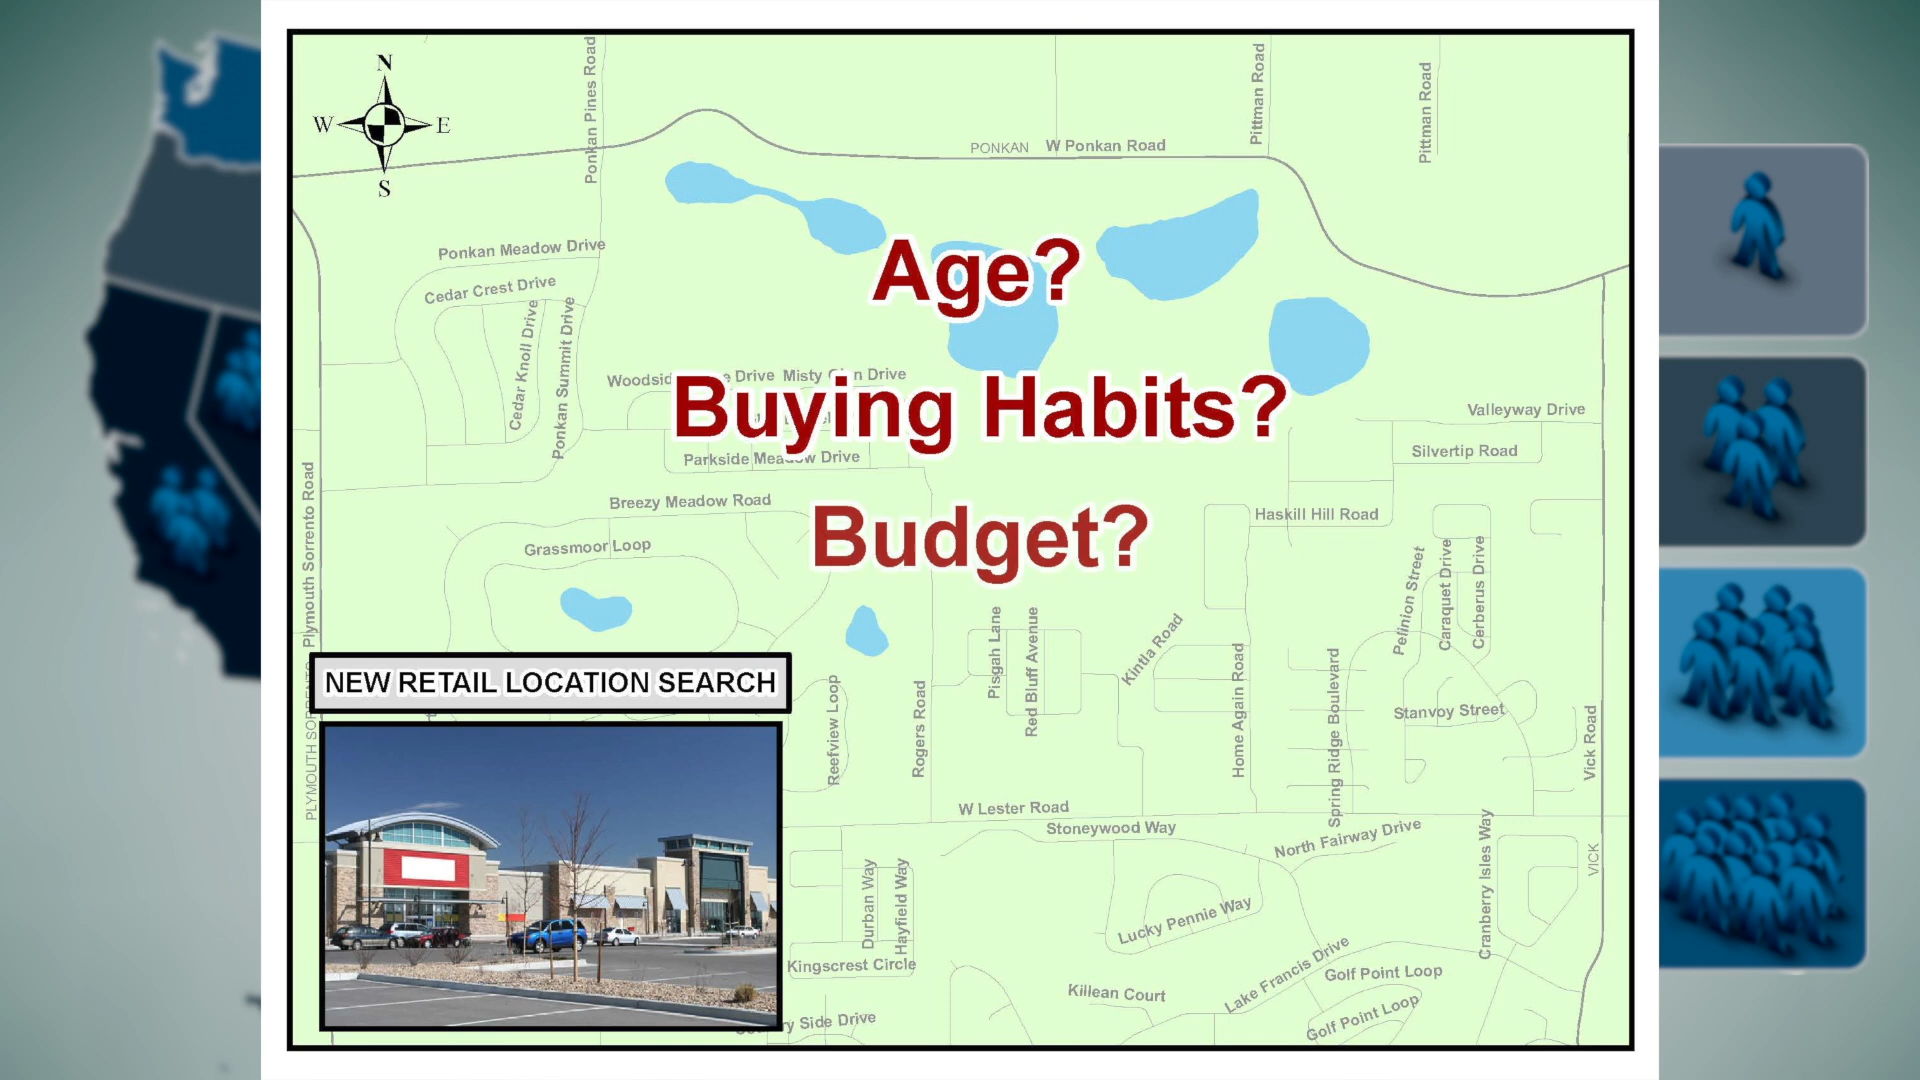 N
W E
S
Ponkan Pines Road
PONKAN W Ponkan Road
Pittman Road
Pittman Road
Ponkan Meadow Drive
Cedar Crest Drive
Cedar Knoll Drive
Ponkan Summit Drive
Age?
Drive Misty Drive
Buying Habits?
Valleyway Drive
Silvertip Road
Parkside Meadow Drive
Breezy Meadow Road
Haskill Hill Road
Budget?
Grassmoor Loop
Plymouth Sorrento Road
Pelinion Street
Caraquet Drive
Cerberus Drive
Pisgah Lane
Red Bluff Avenue
Kintla Road
NEW RETAIL LOCATION SEARCH
Reefview Loop
Rogers Road
Home Again Road
Spring Ridge Boulevard
Stanvoy Street
Vick Road
PLYMOUTH
W Lester Road
Stoneywood Way
North Fairway Drive
Cranberry Isles Way
VICK
Durban Way
Hayfield Way
Lucky Pennie Way
Kingscrest Circle
Lake Francis Drive
Golf Point Loop
Killean Court
Golf Point Loop
Side Drive